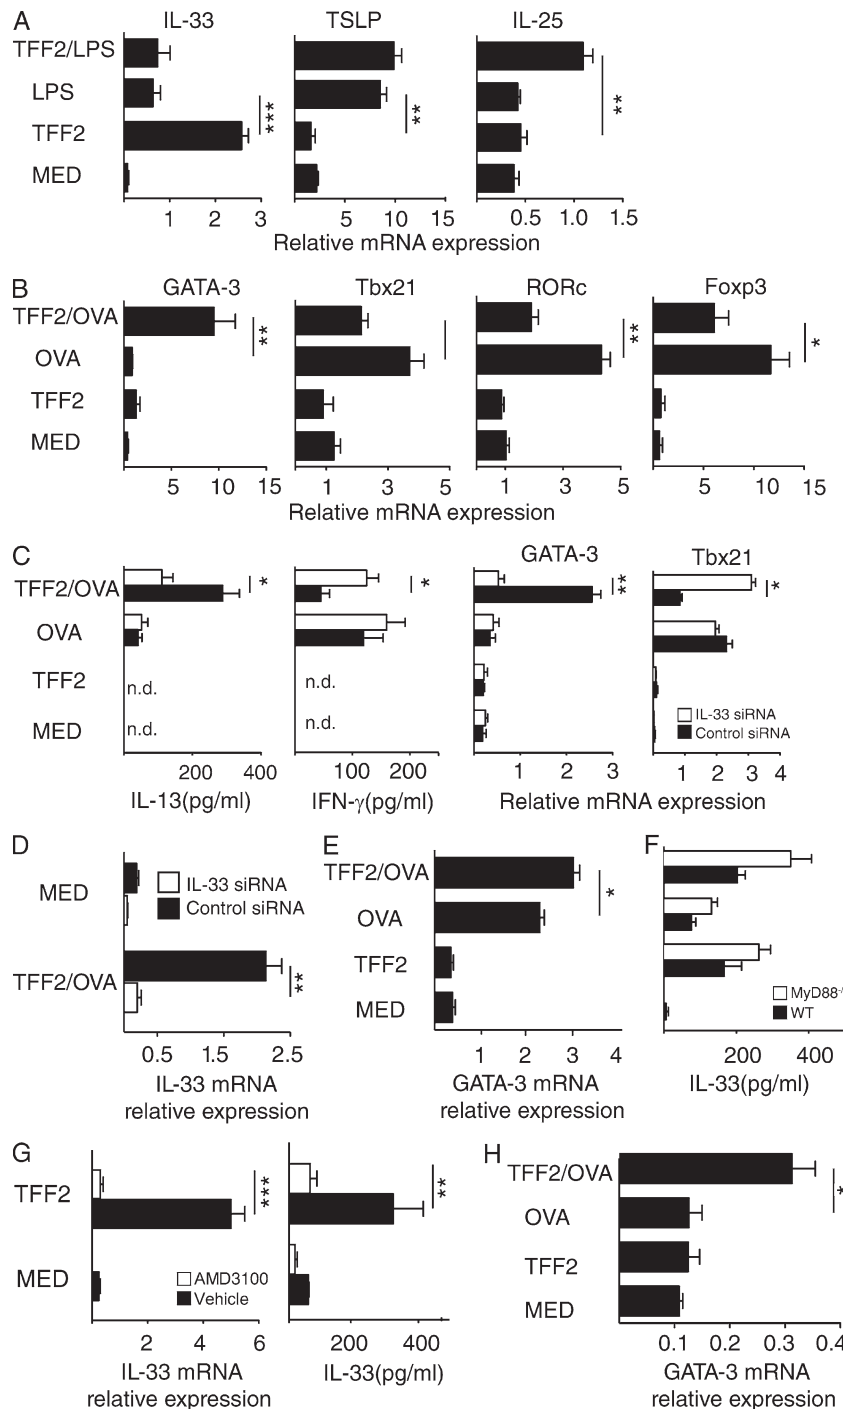 A IL-33 TSLP IL-25
TFF2/LPS
LPS
TFF2
MED
*** ** **
1 2 3 5 10 15 0.5 1.0 1.5
Relative mRNA expression
B GATA-3 Tbx21 RORc Foxp3
TFF2/OVA
OVA
TFF2
MED
** ** *
5 10 15 1 3 5 1 3 5 5 10 15
Relative mRNA expression
C GATA-3 Tbx21
TFF2/OVA * * ** *
OVA
TFF2 n.d. n.d.
MED n.d. n.d.
IL-33 siRNA
Control siRNA
200 400 100 200 1 2 3 1 2 3 4
IL-13(pg/ml) IFN-γ(pg/ml) Relative mRNA expression
D
MED
IL-33 siRNA
Control siRNA
TFF2/OVA **
0.5 1.5 2.5
IL-33 mRNA
relative expression
E
TFF2/OVA
OVA
TFF2
MED
*
1 2 3 4
GATA-3 mRNA
relative expression
F
MyD88-/
WT
200 400
IL-33(pg/ml)
G
TFF2 *** **
MED
AMD3100
Vehicle
2 4 6 200 400
IL-33 mRNA
relative expression
IL-33(pg/ml)
H
TFF2/OVA
OVA
TFF2
MED
*
0.1 0.2 0.3 0.4
GATA-3 mRNA
relative expression